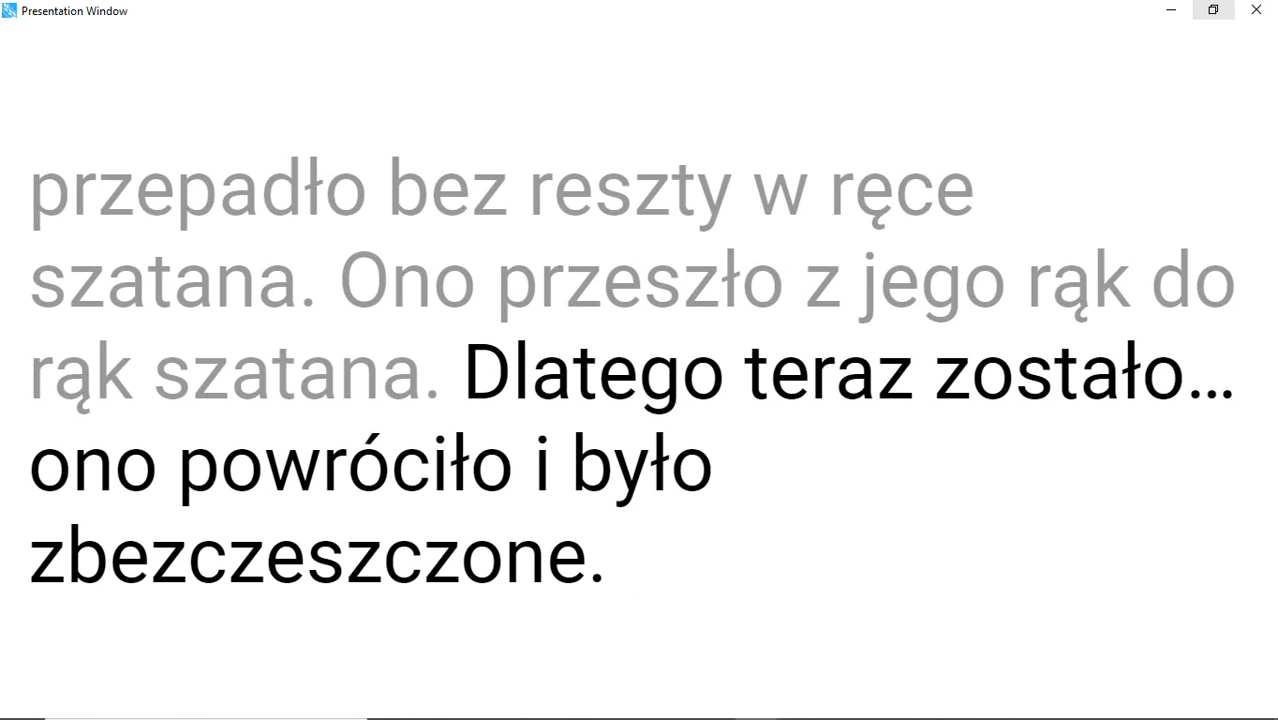 Presentation Window
przepadło bez reszty w ręce
szatana. Ono przeszło z jego rąk do
rąk szatana. Dlatego teraz zostało...
ono powróciło i było
zbezczeszczone.